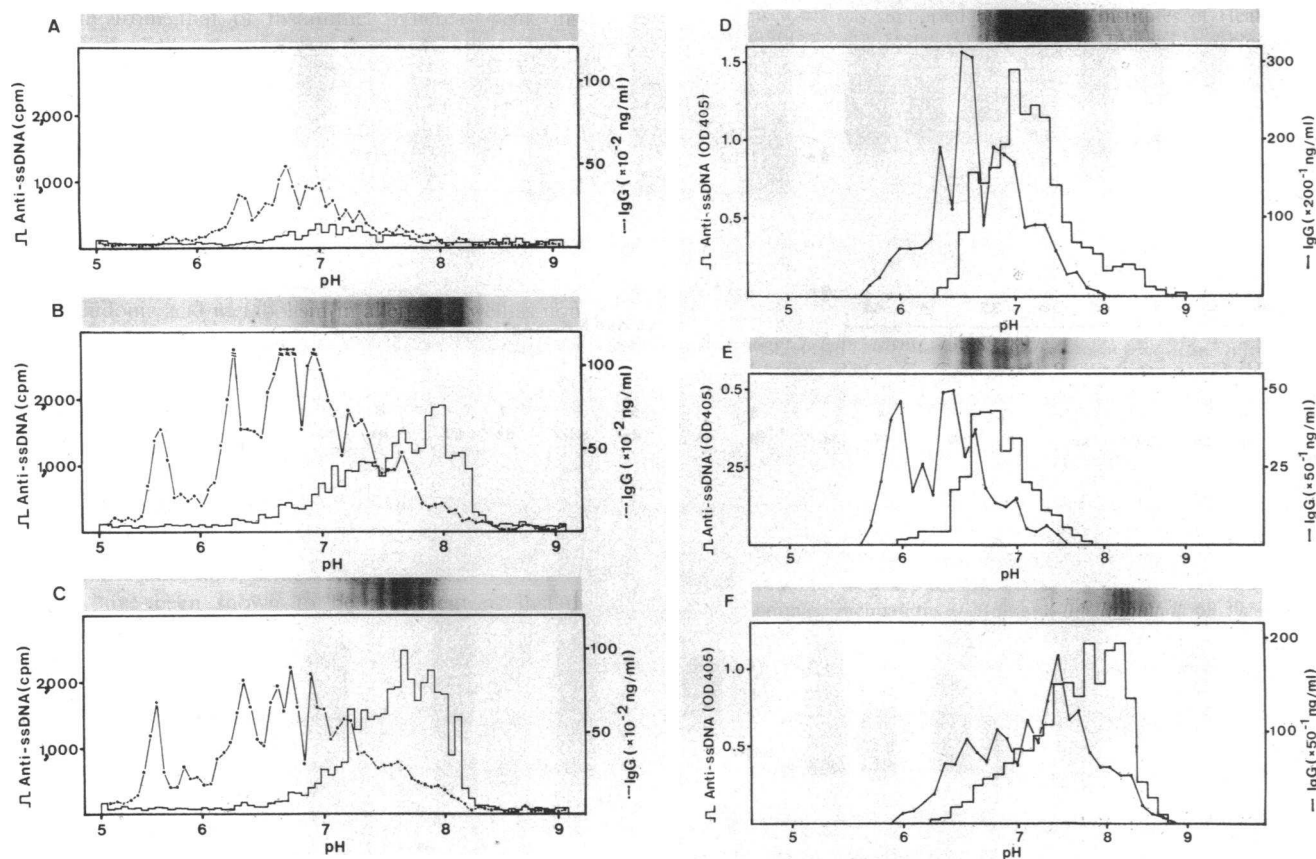 A
Anti-ssDNA (cpm)
2,000
1,000
100
50
IgG (×10⁻² ng/ml)
5 6 7 8 9
pH
B
Anti-ssDNA (cpm)
2,000
1,000
100
50
IgG (×10⁻² ng/ml)
5 6 7 8 9
pH
C
Anti-ssDNA (cpm)
2,000
1,000
100
50
IgG (×10⁻² ng/ml)
5 6 7 8 9
pH
D
Anti-ssDNA (OD 405)
1.5
1.0
0.5
300
200
100
IgG (×200⁻¹ ng/ml)
5 6 7 8 9
pH
E
Anti-ssDNA (OD 405)
0.5
.25
50
25
IgG (×50⁻¹ ng/ml)
5 6 7 8 9
pH
F
Anti-ssDNA (OD 405)
1.0
0.5
200
100
IgG (×50⁻¹ ng/ml)
5 6 7 8 9
pH